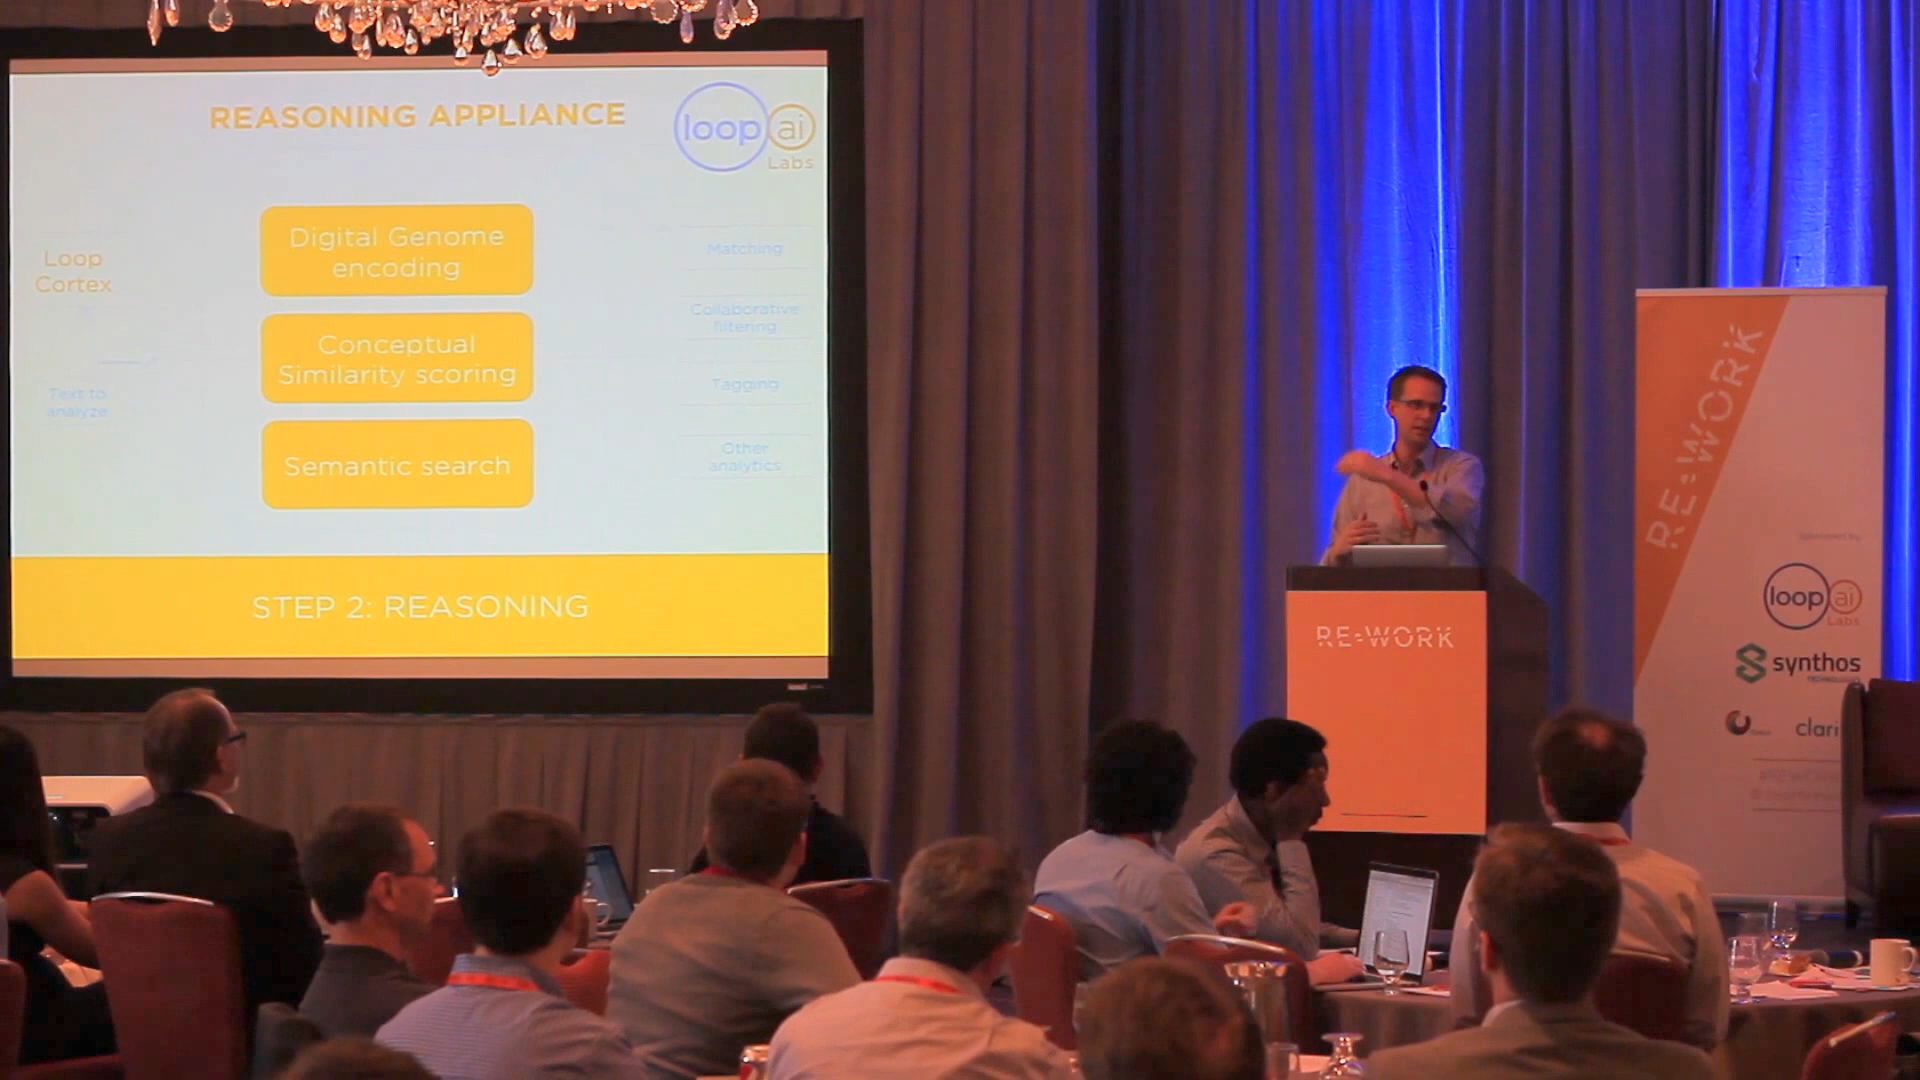 REASONING APPLIANCE
loop ai
Labs
Digital Genome
encoding
Loop
Cortex
Conceptual
Similarity scoring
Text to
analyze
Semantic search
Matching
Collaborative
filtering
Tagging
Other
analytics
STEP 2: REASONING
RE·WORK
RE·WORK
loop ai
Labs
synthos
TECHNOLOGIES
clari